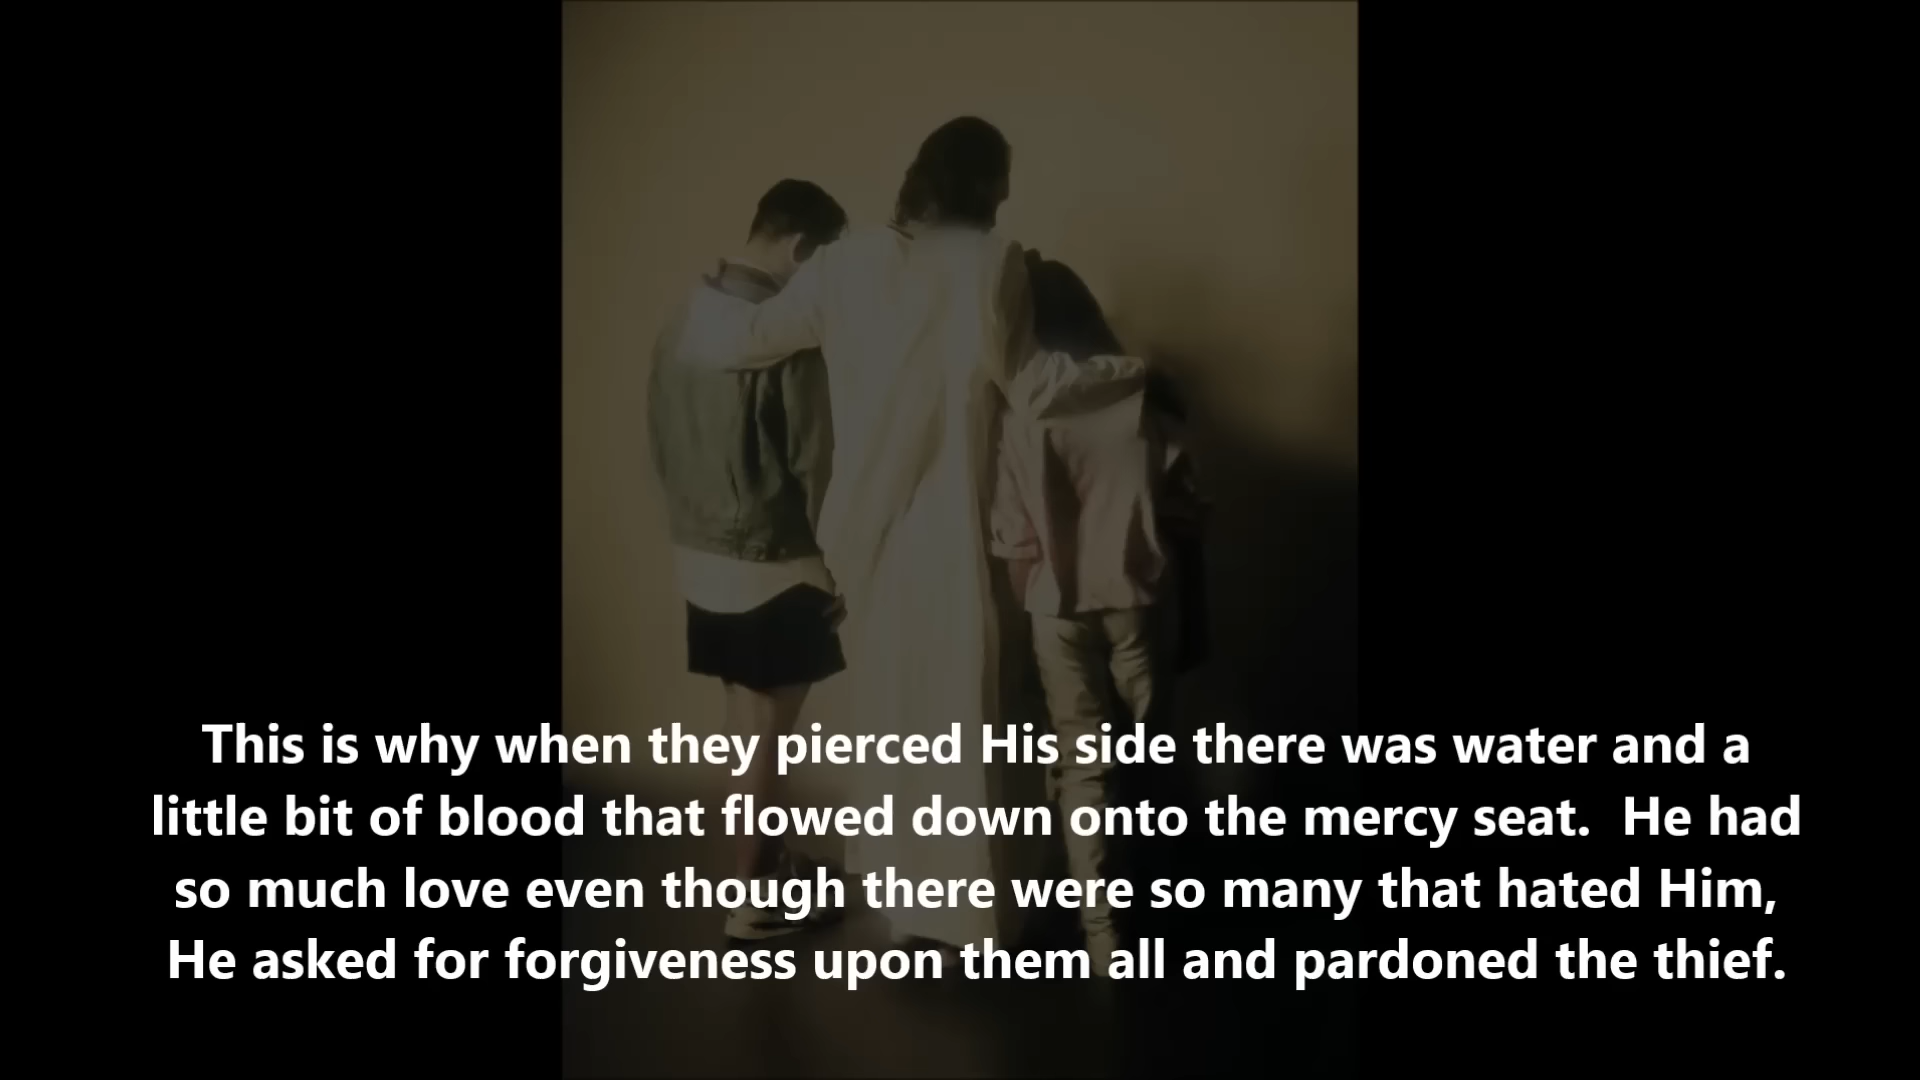 This is why when they pierced His side there was water and a
little bit of blood that flowed down onto the mercy seat.  He had
so much love even though there were so many that hated Him,
He asked for forgiveness upon them all and pardoned the thief.